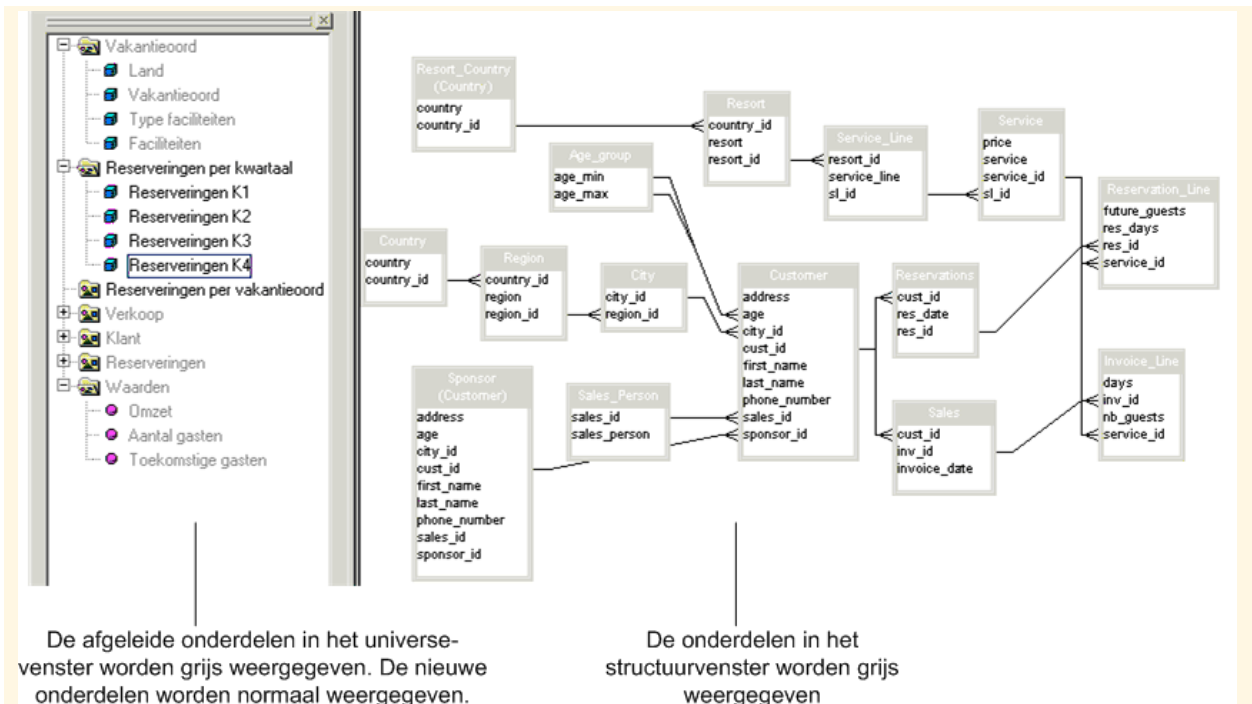 Vakantieoord
Land
Vakantieoord
Type faciliteiten
Faciliteiten
Reserveringen per kwartaal
Reserveringen K1
Reserveringen K2
Reserveringen K3
Reserveringen K4
Reserveringen per vakantieoord
Verkoop
Klant
Reserveringen
Waarden
Omzet
Aantal gasten
Toekomstige gasten
Resort_Country
(Country)
country
country_id
Resort
country_id
resort
resort_id
Service_Line
resort_id
service_line
sl_id
Service
price
service
service_id
sl_id
Reservation_Line
future_guests
res_days
res_id
service_id
Age_group
age_min
age_max
Country
country
country_id
Region
country_id
region
region_id
City
city_id
region_id
Customer
address
age
city_id
cust_id
first_name
last_name
phone_number
sales_id
sponsor_id
Reservations
cust_id
res_date
res_id
Invoice_Line
days
inv_id
nb_guests
service_id
Sponsor
(Customer)
address
age
city_id
cust_id
first_name
last_name
phone_number
sales_id
sponsor_id
Sales_Person
sales_id
sales_person
Sales
cust_id
inv_id
invoice_date
De afgeleide onderdelen in het universe-
venster worden grijs weergegeven. De nieuwe
onderdelen worden normaal weergegeven.
De onderdelen in het
structuurvenster worden grijs
weergegeven